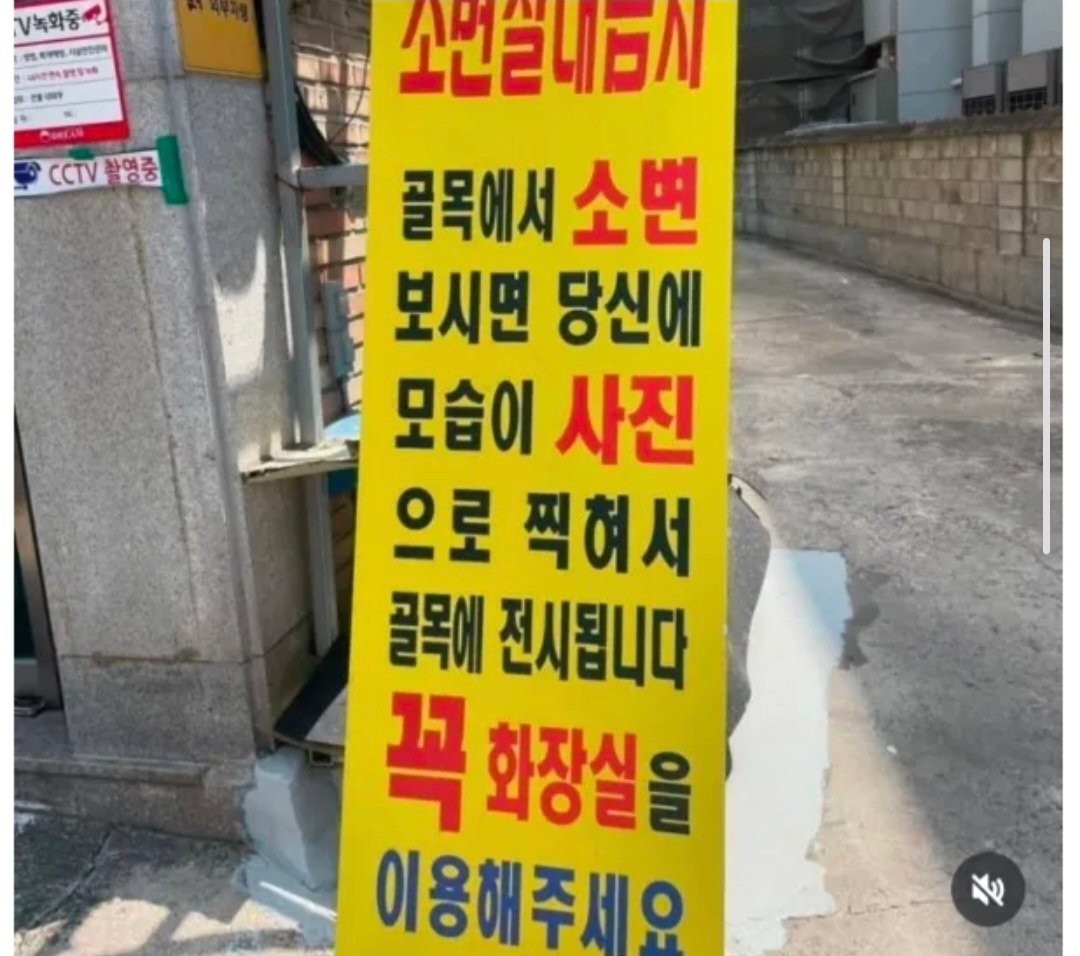 소변절대금지
골목에서 소변
보시면 당신에
모습이 사진
으로 찍혀서
골목에 전시됩니다
꼭 화장실을
이용해주세요
TV녹화중
DREAM
CCTV 촬영중